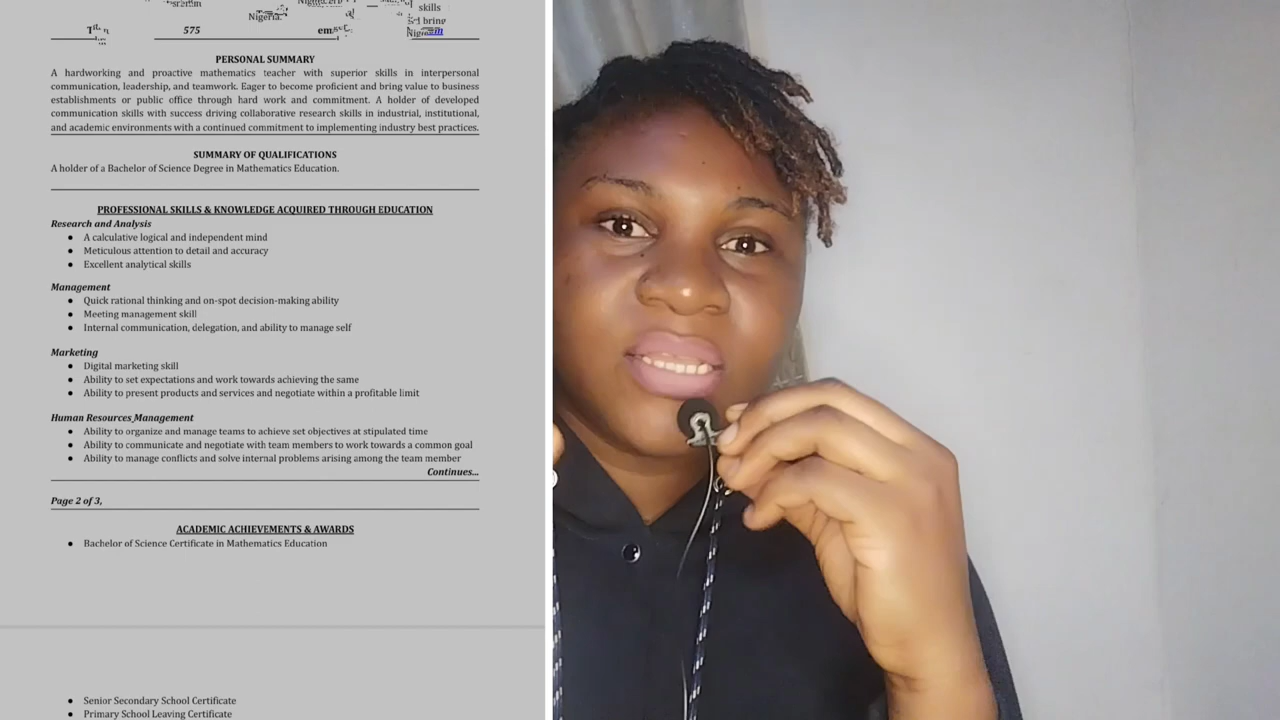 skills
bring
Nigeria.
575
PERSONAL SUMMARY
A hardworking and proactive mathematics teacher with superior skills in interpersonal
communication, leadership, and teamwork. Eager to become proficient and bring value to business
establishments or public office through hard work and commitment. A holder of developed
communication skills with success driving collaborative research skills in industrial, institutional,
and academic environments with a continued commitment to implementing industry best practices.
SUMMARY OF QUALIFICATIONS
A holder of a Bachelor of Science Degree in Mathematics Education.
PROFESSIONAL SKILLS & KNOWLEDGE ACQUIRED THROUGH EDUCATION
Research and Analysis
● A calculative logical and independent mind
● Meticulous attention to detail and accuracy
● Excellent analytical skills
Management
● Quick rational thinking and on-spot decision-making ability
● Meeting management skill
● Internal communication, delegation, and ability to manage self
Marketing
● Digital marketing skill
● Ability to set expectations and work towards achieving the same
● Ability to present products and services and negotiate within a profitable limit
Human Resources Management
● Ability to organize and manage teams to achieve set objectives at stipulated time
● Ability to communicate and negotiate with team members to work towards a common goal
● Ability to manage conflicts and solve internal problems arising among the team member
Continues...
Page 2 of 3,
ACADEMIC ACHIEVEMENTS & AWARDS
● Bachelor of Science Certificate in Mathematics Education
● Senior Secondary School Certificate
● Primary School Leaving Certificate